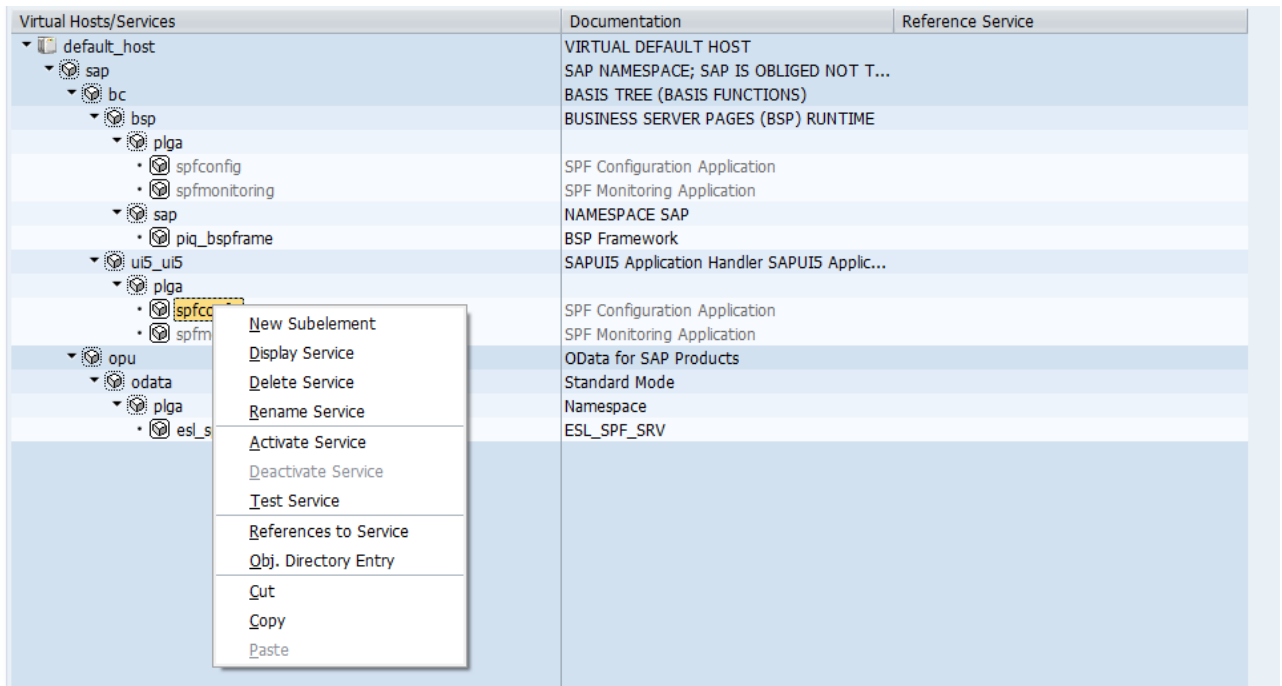 Virtual Hosts/Services Documentation Reference Service
default_host VIRTUAL DEFAULT HOST
sap SAP NAMESPACE; SAP IS OBLIGED NOT T...
bc BASIS TREE (BASIS FUNCTIONS)
bsp BUSINESS SERVER PAGES (BSP) RUNTIME
plga
spfconfig SPF Configuration Application
spfmonitoring SPF Monitoring Application
sap NAMESPACE SAP
piq_bspframe BSP Framework
ui5_ui5 SAPUI5 Application Handler SAPUI5 Applic...
plga
SPF Configuration Application
spfm SPF Monitoring Application
opu OData for SAP Products
odata Standard Mode
plga Namespace
esl_s ESL_SPF_SRV
New Subelement
Display Service
Delete Service
Rename Service
Activate Service
Deactivate Service
Test Service
References to Service
Obj. Directory Entry
Cut
Copy
Paste